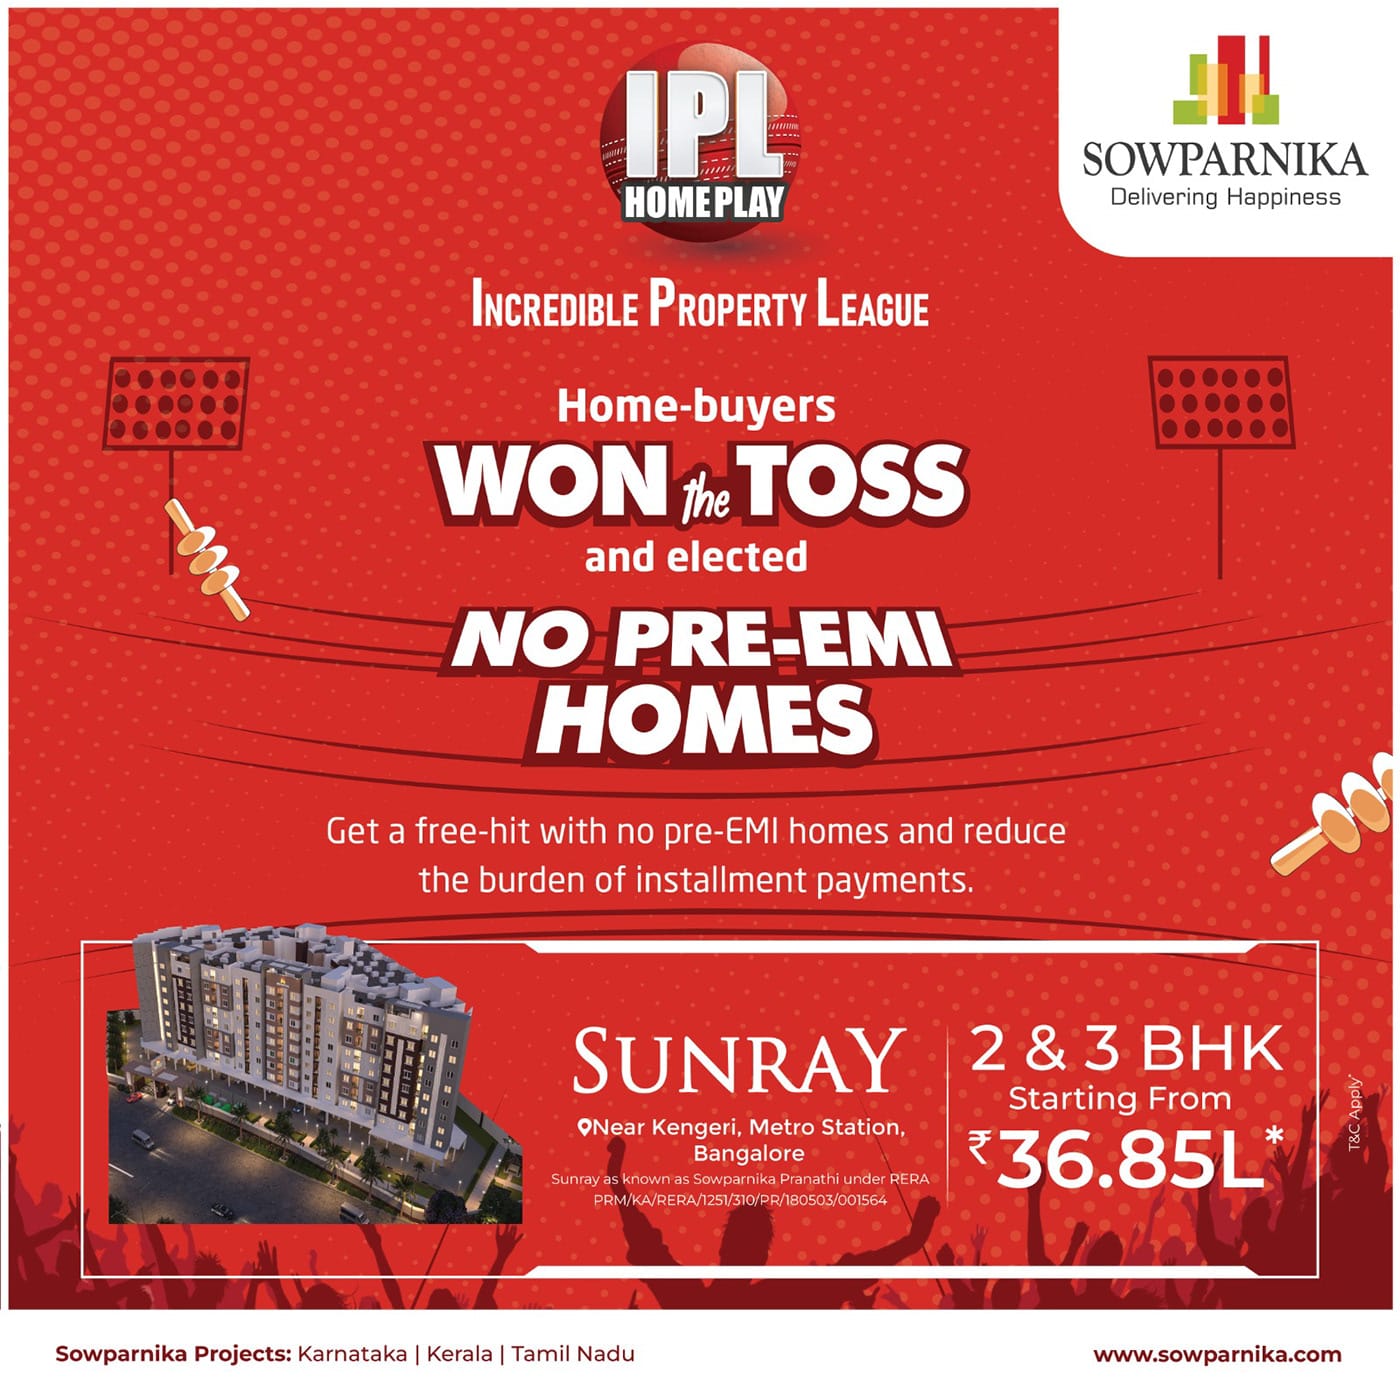 IPL
HOMEPLAY
SOWPARNIKA
Delivering Happiness
INCREDIBLE PROPERTY LEAGUE
Home-buyers
WON the TOSS
and elected
NO PRE-EMI
HOMES
Get a free-hit with no pre-EMI homes and reduce
the burden of installment payments.
SUNRAY
Near Kengeri, Metro Station,
Bangalore
Sunray as known as Sowparnika Pranathi under RERA
PRM/KA/RERA/1251/310/PR/180503/001564
2 & 3 BHK
Starting From
₹36.85L*
T&C Apply*
Sowparnika Projects: Karnataka | Kerala | Tamil Nadu
www.sowparnika.com